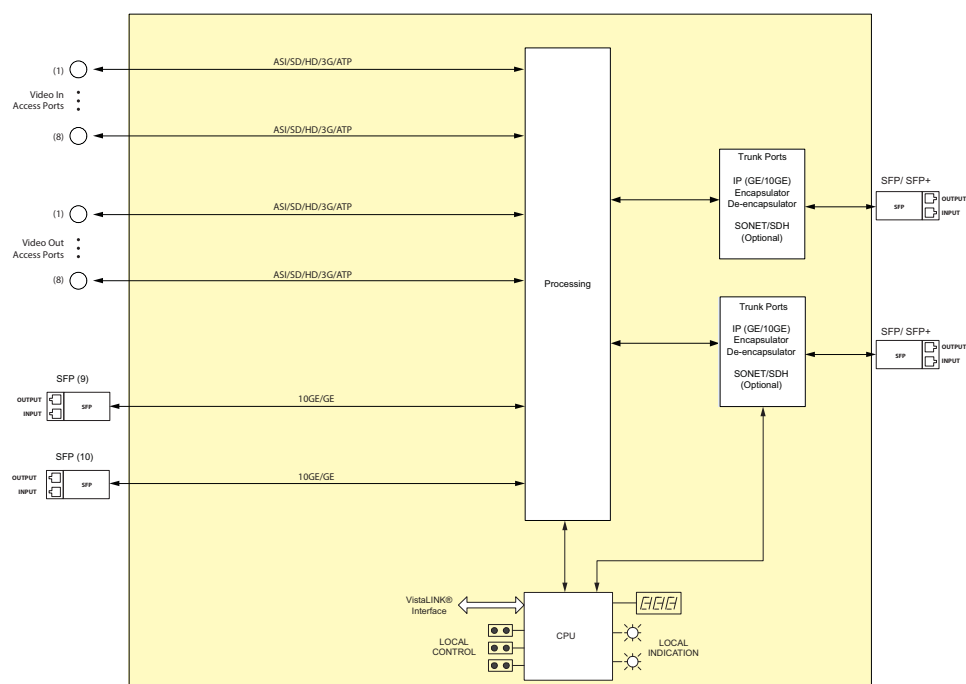 (1)
ASI/SD/HD/3G/ATP
Video In
Access Ports
(8)
ASI/SD/HD/3G/ATP
(1)
ASI/SD/HD/3G/ATP
Video Out
Access Ports
(8)
ASI/SD/HD/3G/ATP
SFP (9)
OUTPUT
INPUT
SFP
10GE/GE
SFP (10)
OUTPUT
INPUT
SFP
10GE/GE
Processing
Trunk Ports
IP (GE/10GE)
Encapsulator
De-encapsulator
SONET/SDH
(Optional)
SFP/ SFP+
SFP
OUTPUT
INPUT
Trunk Ports
IP (GE/10GE)
Encapsulator
De-encapsulator
SONET/SDH
(Optional)
SFP/ SFP+
SFP
OUTPUT
INPUT
VistaLINK®
Interface
LOCAL
CONTROL
CPU
LOCAL
INDICATION